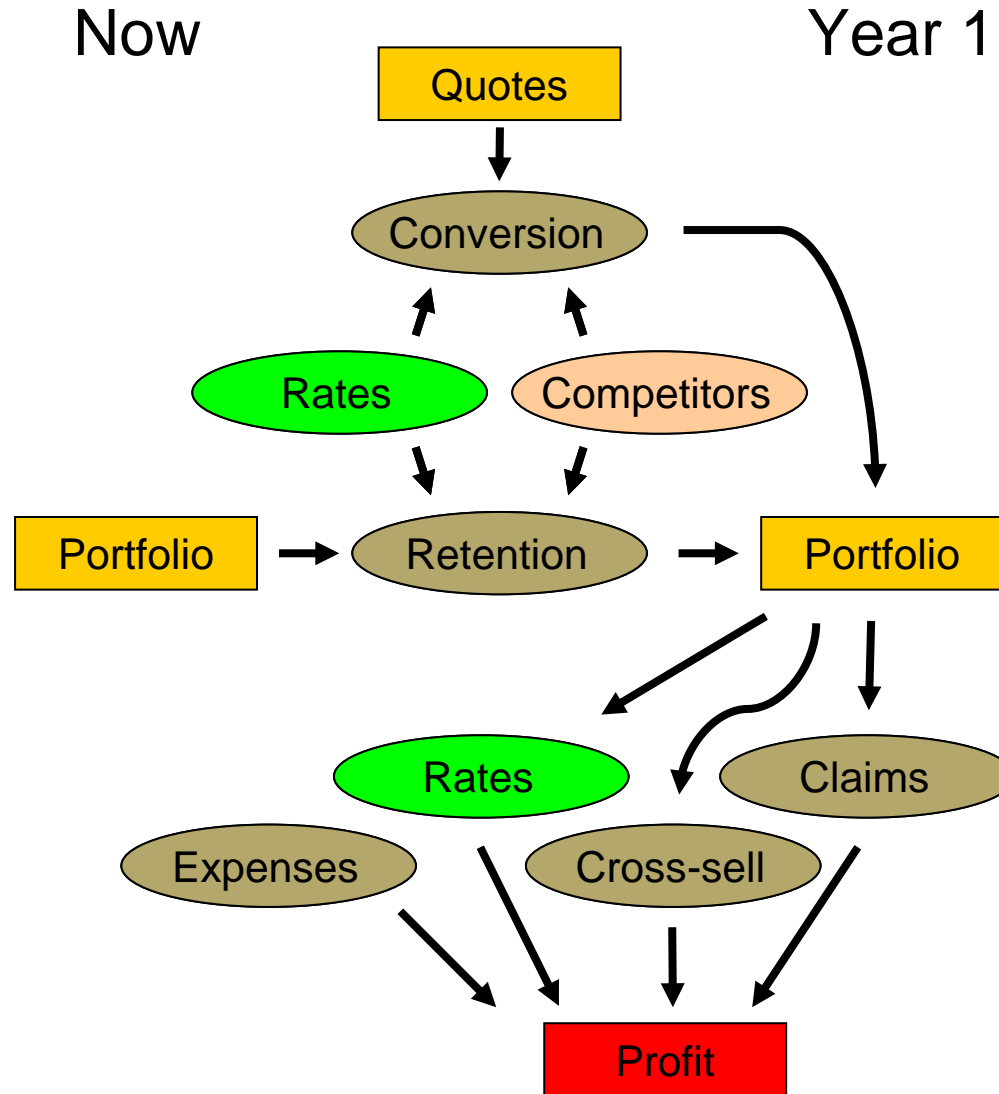 Now
Year 1
Quotes
Conversion
Rates
Competitors
Portfolio
Retention
Portfolio
Rates
Claims
Expenses
Cross-sell
Profit